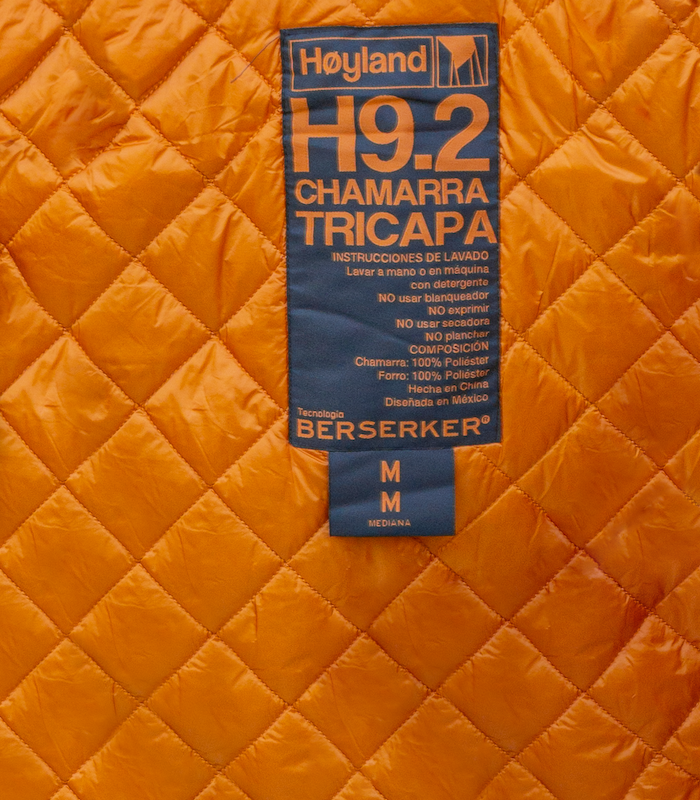 Høyland
H9.2
CHAMARRA
TRICAPA
INSTRUCCIONES DE LAVADO
Lavar a mano o en máquina
con detergente
NO usar blanqueador
NO exprimir
NO usar secadora
NO planchar
COMPOSICIÓN
Chamarra: 100% Poliéster
Forro: 100% Poliéster
Hecha en China
Diseñada en México
Tecnología
BERSERKER®
M
M
MEDIANA